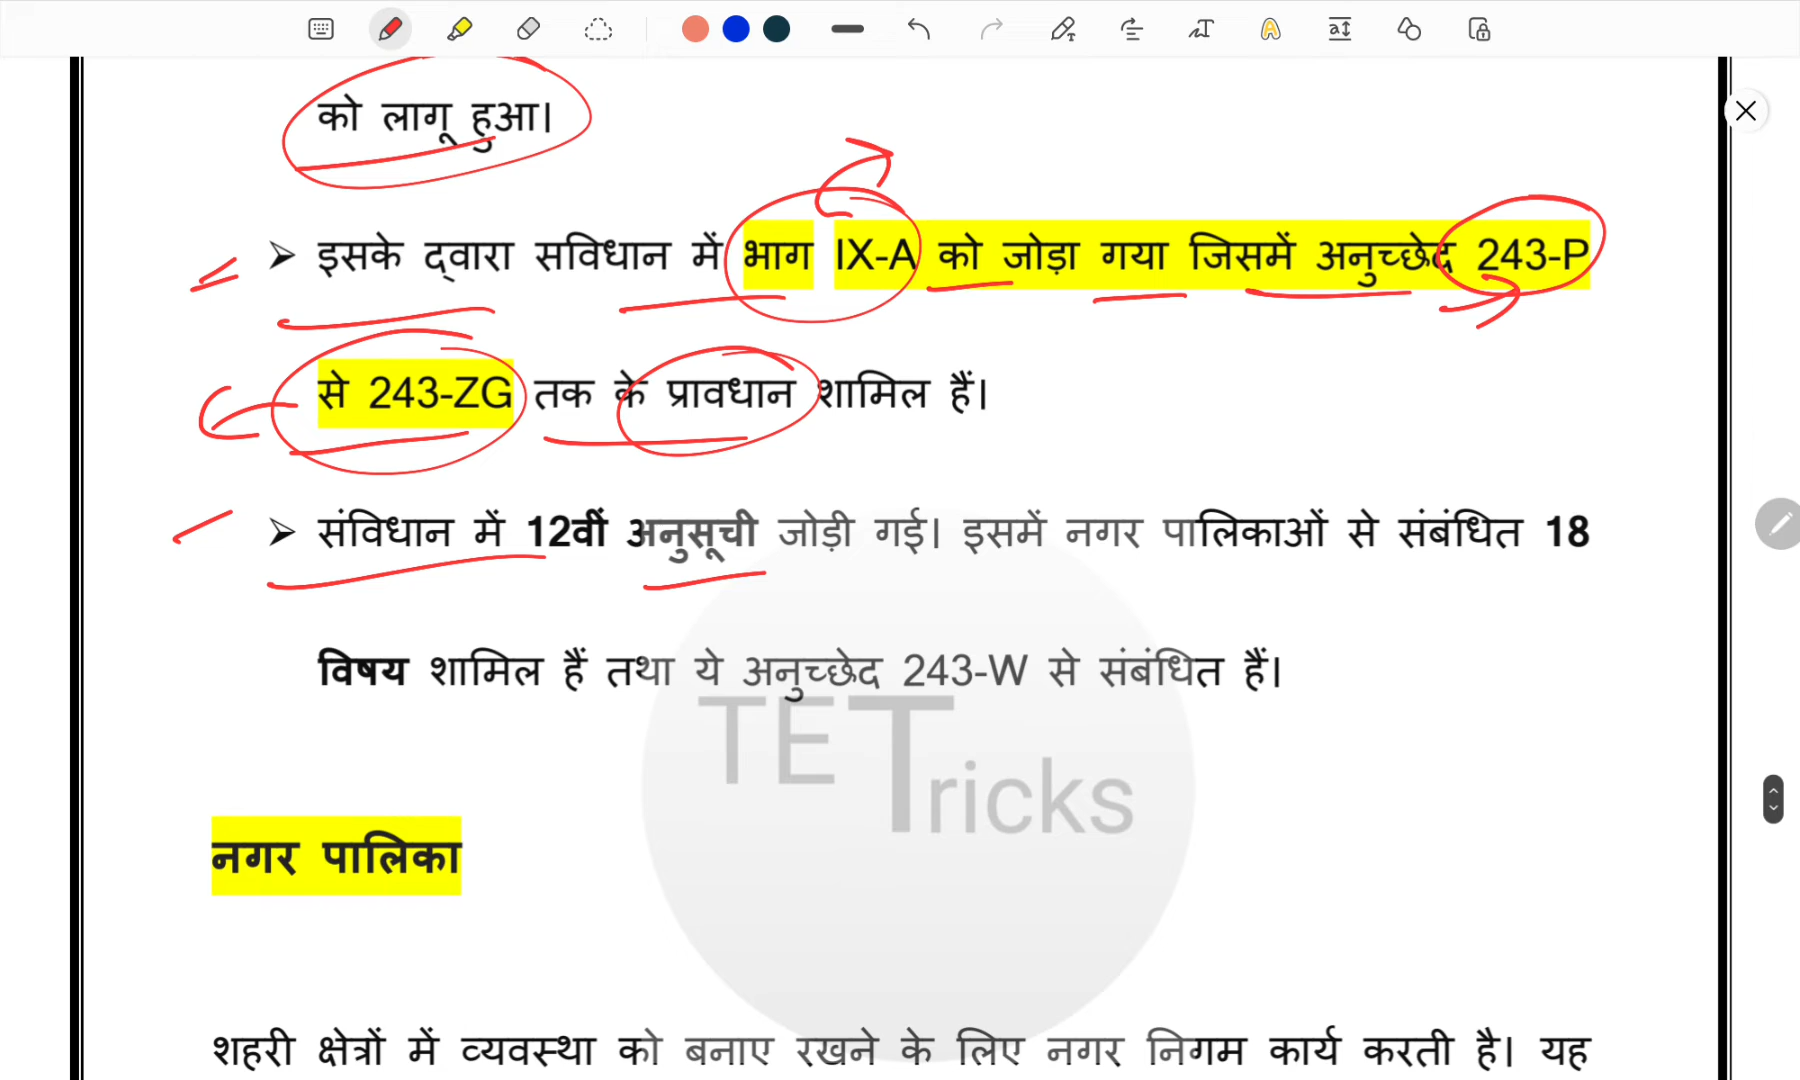 को लागू हुआ।
➢ इसके द्वारा सविधान में भाग IX-A को जोड़ा गया जिसमें अनुच्छेद 243-P
से 243-ZG तक के प्रावधान शामिल हैं।
➢ संविधान में 12वीं अनुसूची जोड़ी गई। इसमें नगर पालिकाओं से संबंधित 18
विषय शामिल हैं तथा ये अनुच्छेद 243-W से संबंधित हैं।
TETricks
नगर पालिका
शहरी क्षेत्रों में व्यवस्था को बनाए रखने के लिए नगर निगम कार्य करती है। यह